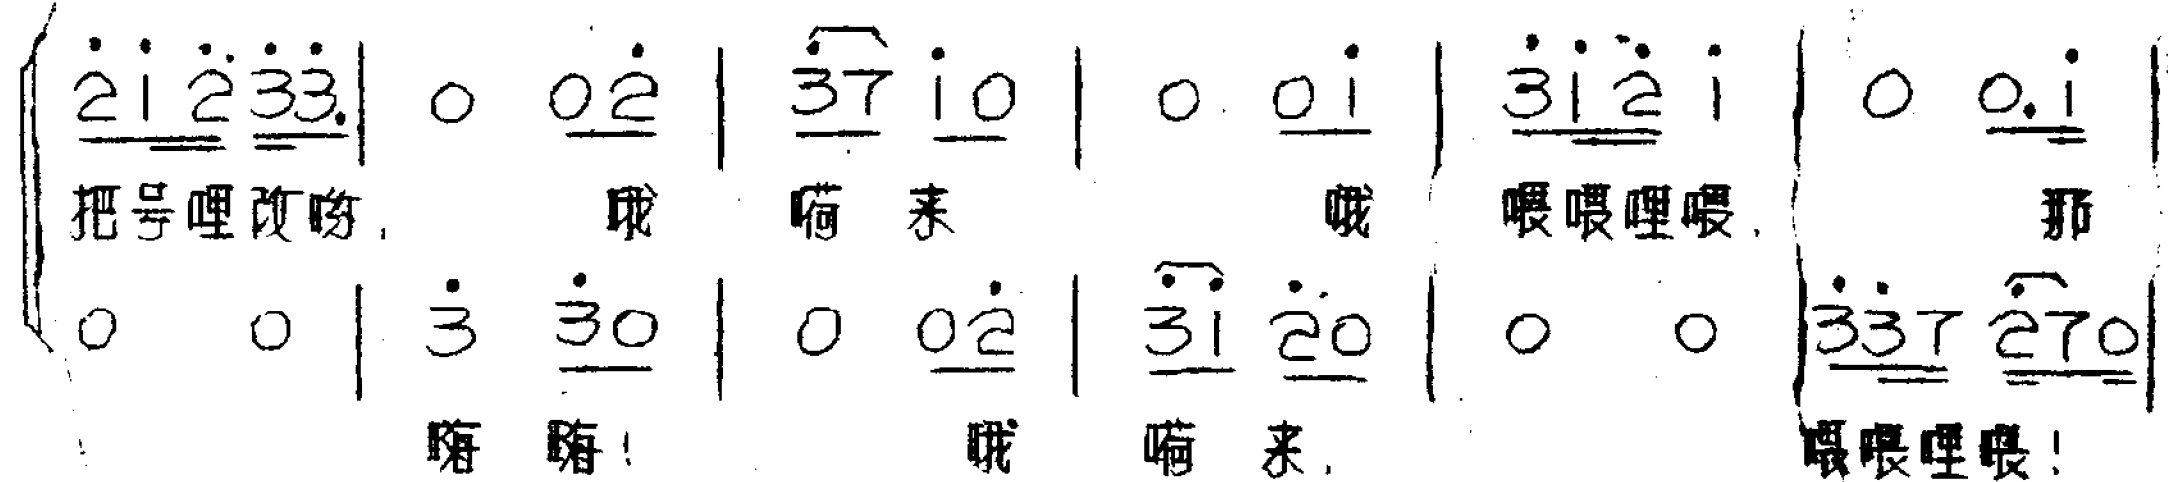 2̇ 1̇ 2̇ 3̇ 3̇. | 0 0 2̇ | 3̇ 7 1̇ 0 | 0 0 1̇ | 3̇ 1̇ 2̇ 1̇ | 0 0. 1̇ |
把号哩改哟, 哦 嗬 来 哦 喂喂哩喂. 那
0 0 | 3̇ 3̇ 0 | 0 0 2̇ | 3̇ 1̇ 2̇ 0 | 0 0 | 3̇ 3̇ 7 2̇ 7 0 |
嗨 嗨! 哦 嗬 来. 喂喂哩喂!